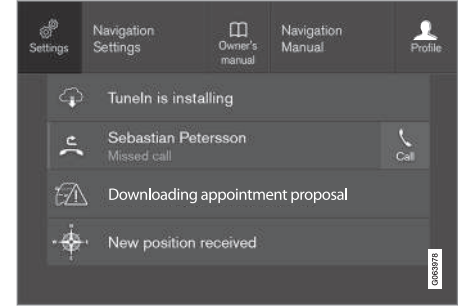 Settings
Navigation Settings
Owner's manual
Navigation Manual
Profile
TuneIn is installing
Sebastian Petersson
Missed call
Call
Downloading appointment proposal
New position received
G063978